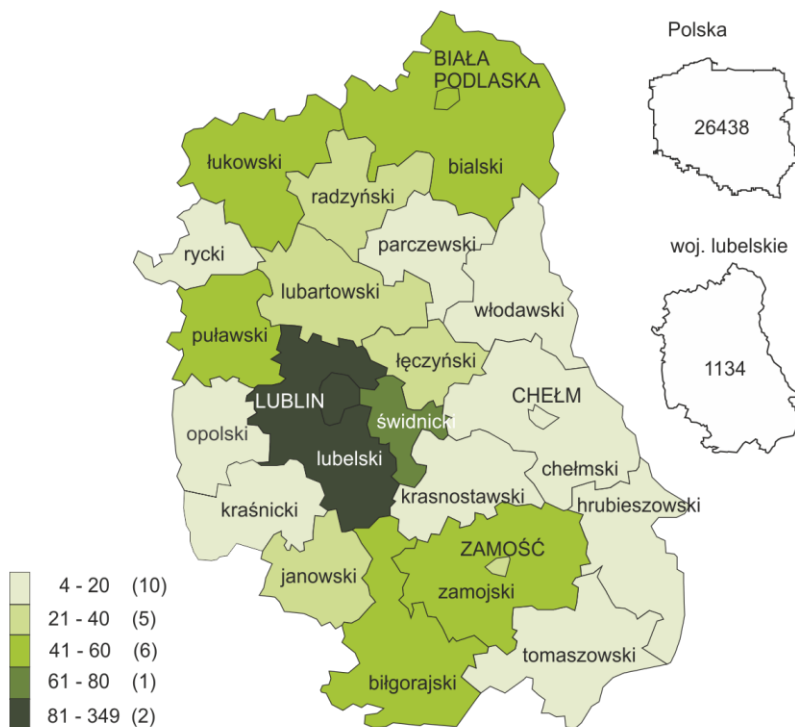 Polska
26438
woj. lubelskie
1134
BIAŁA
PODLASKA
łukowski
bialski
radzyński
rycki
parczewski
lubartowski
włodawski
puławski
łęczyński
LUBLIN
CHEŁM
świdnicki
opolski
lubelski
chełmski
krasnostawski
hrubieszowski
kraśnicki
ZAMOŚĆ
janowski
zamojski
tomaszowski
biłgorajski
4 - 20 (10)
21 - 40 (5)
41 - 60 (6)
61 - 80 (1)
81 - 349 (2)